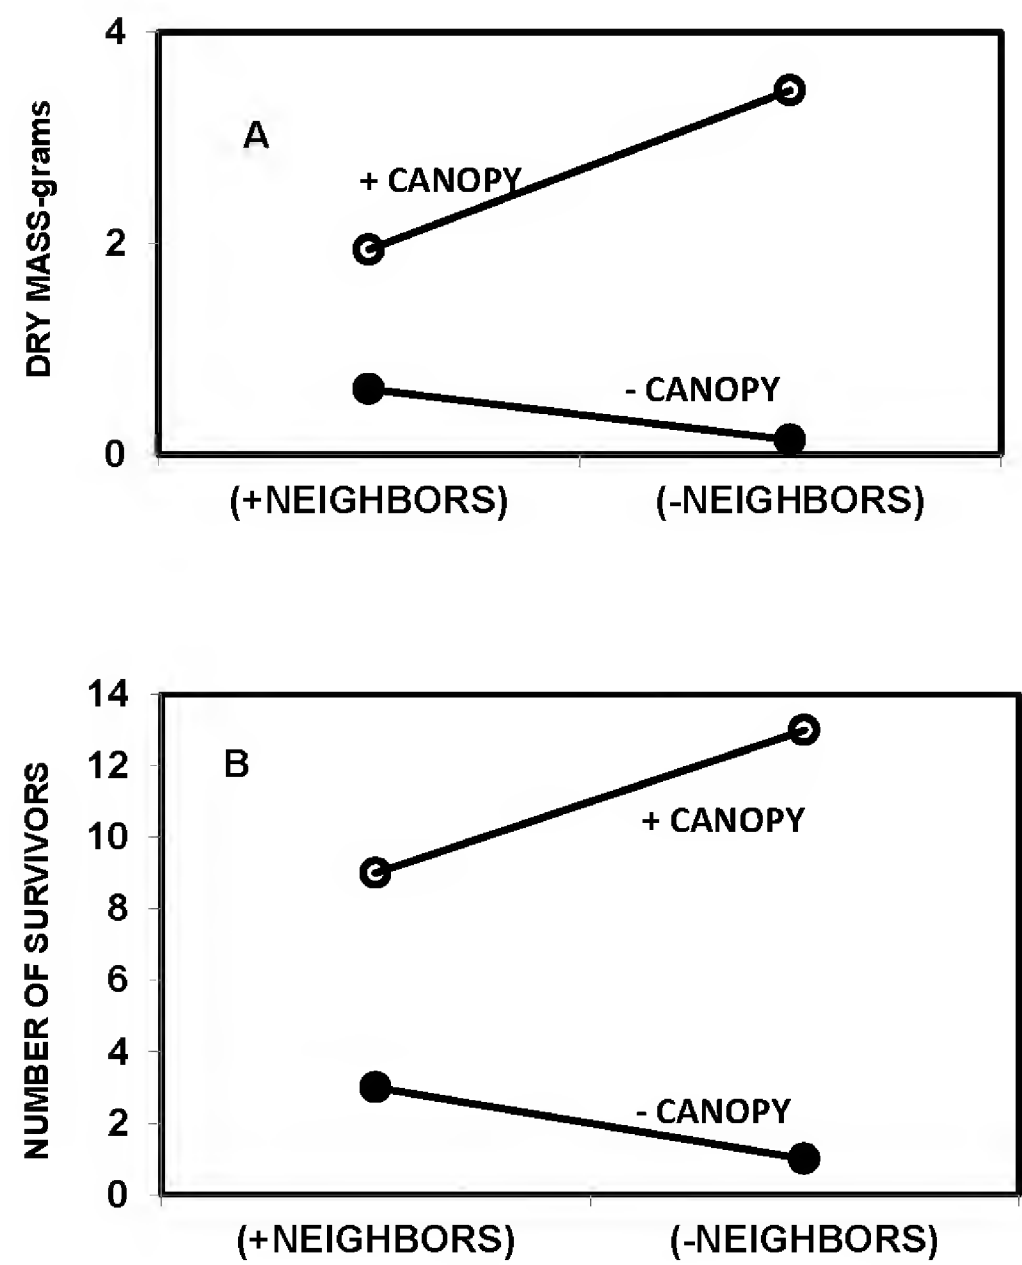 4
A
+ CANOPY
2
DRY MASS-grams
- CANOPY
0
(+NEIGHBORS) (-NEIGHBORS)
14
12
B
+ CANOPY
10
8
NUMBER OF SURVIVORS
6
4
- CANOPY
2
0
(+NEIGHBORS) (-NEIGHBORS)